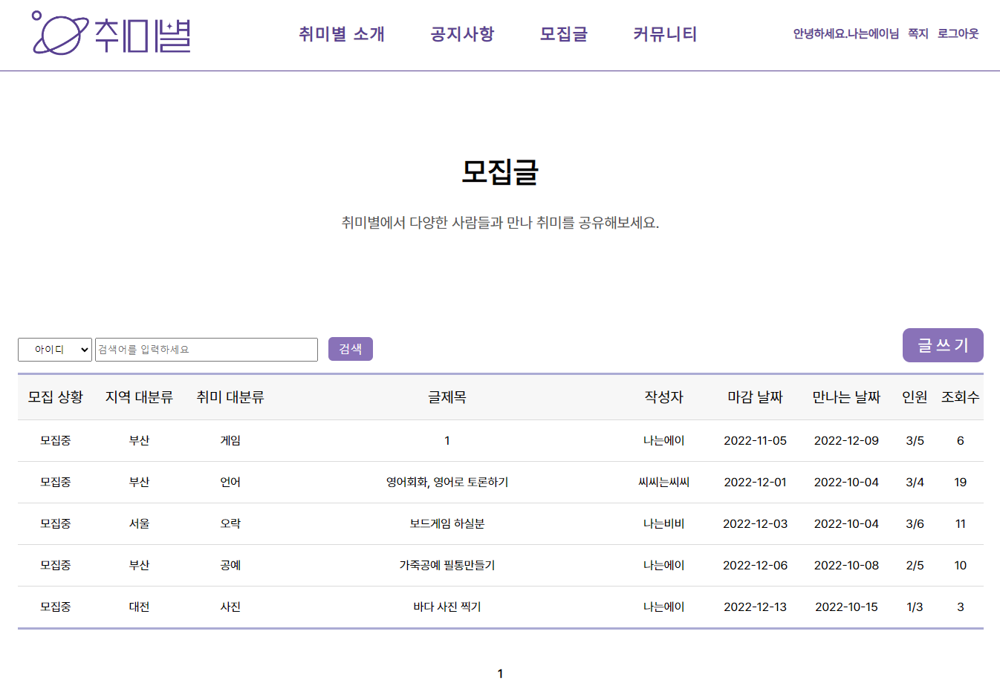 취미별 취미별 소개 공지사항 모집글 커뮤니티 안녕하세요.나는에이님 쪽지 로그아웃
모집글
취미별에서 다양한 사람들과 만나 취미를 공유해보세요.
아이디 검색어를 입력하세요 검색 글 쓰 기
모집 상황 지역 대분류 취미 대분류 글제목 작성자 마감 날짜 만나는 날짜 인원 조회수
모집중 부산 게임 1 나는에이 2022-11-05 2022-12-09 3/5 6
모집중 부산 언어 영어회화, 영어로 토론하기 씨씨는씨씨 2022-12-01 2022-10-04 3/4 19
모집중 서울 오락 보드게임 하실분 나는비비 2022-12-03 2022-10-04 3/6 11
모집중 부산 공예 가죽공예 필통만들기 나는에이 2022-12-06 2022-10-08 2/5 10
모집중 대전 사진 바다 사진 찍기 나는에이 2022-12-13 2022-10-15 1/3 3
1